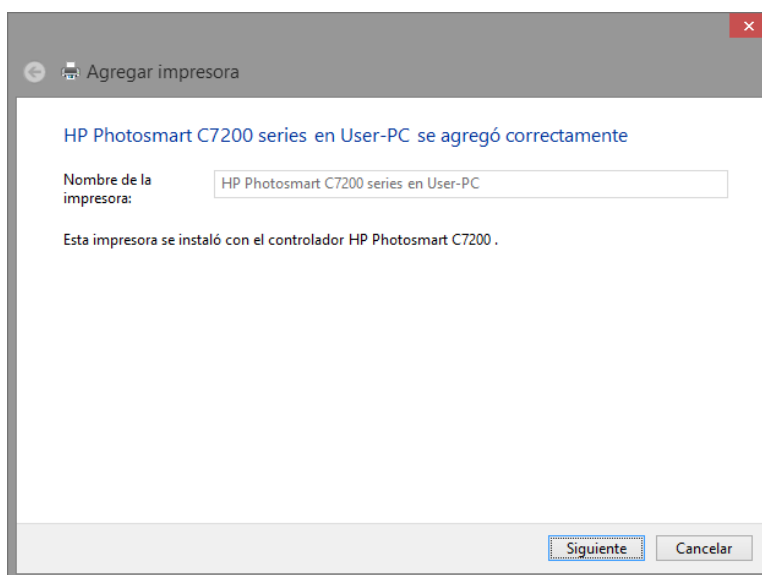 Agregar impresora
HP Photosmart C7200 series en User-PC se agregó correctamente
Nombre de la
impresora:
HP Photosmart C7200 series en User-PC
Esta impresora se instaló con el controlador HP Photosmart C7200 .
Siguiente
Cancelar